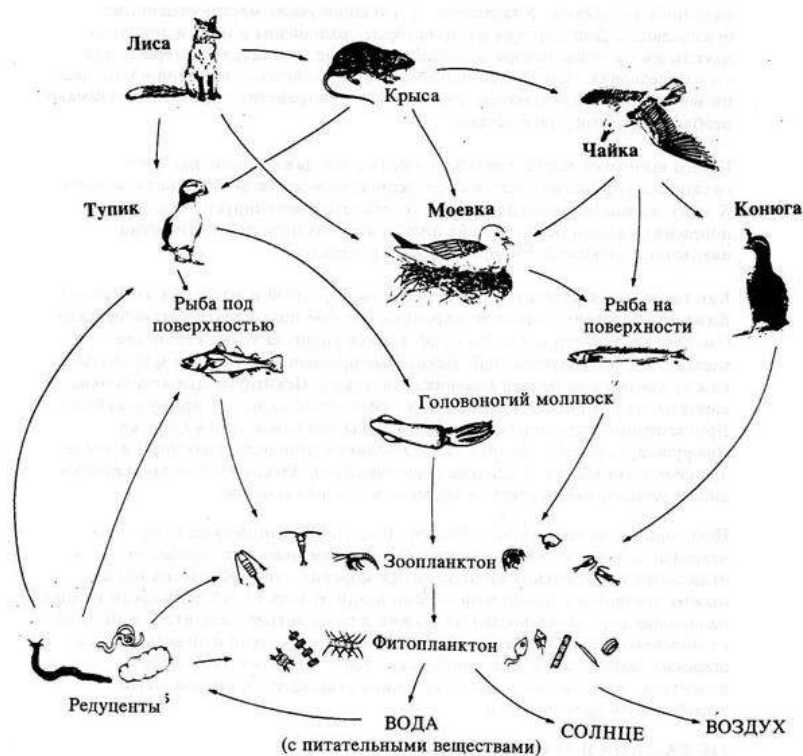 Лиса
Крыса
Чайка
Тупик
Моевка
Конюга
Рыба под
поверхностью
Рыба на
поверхности
Головоногий моллюск
Зоопланктон
Фитопланктон
Редуценты³
ВОДА
(с питательными веществами)
СОЛНЦЕ
ВОЗДУХ